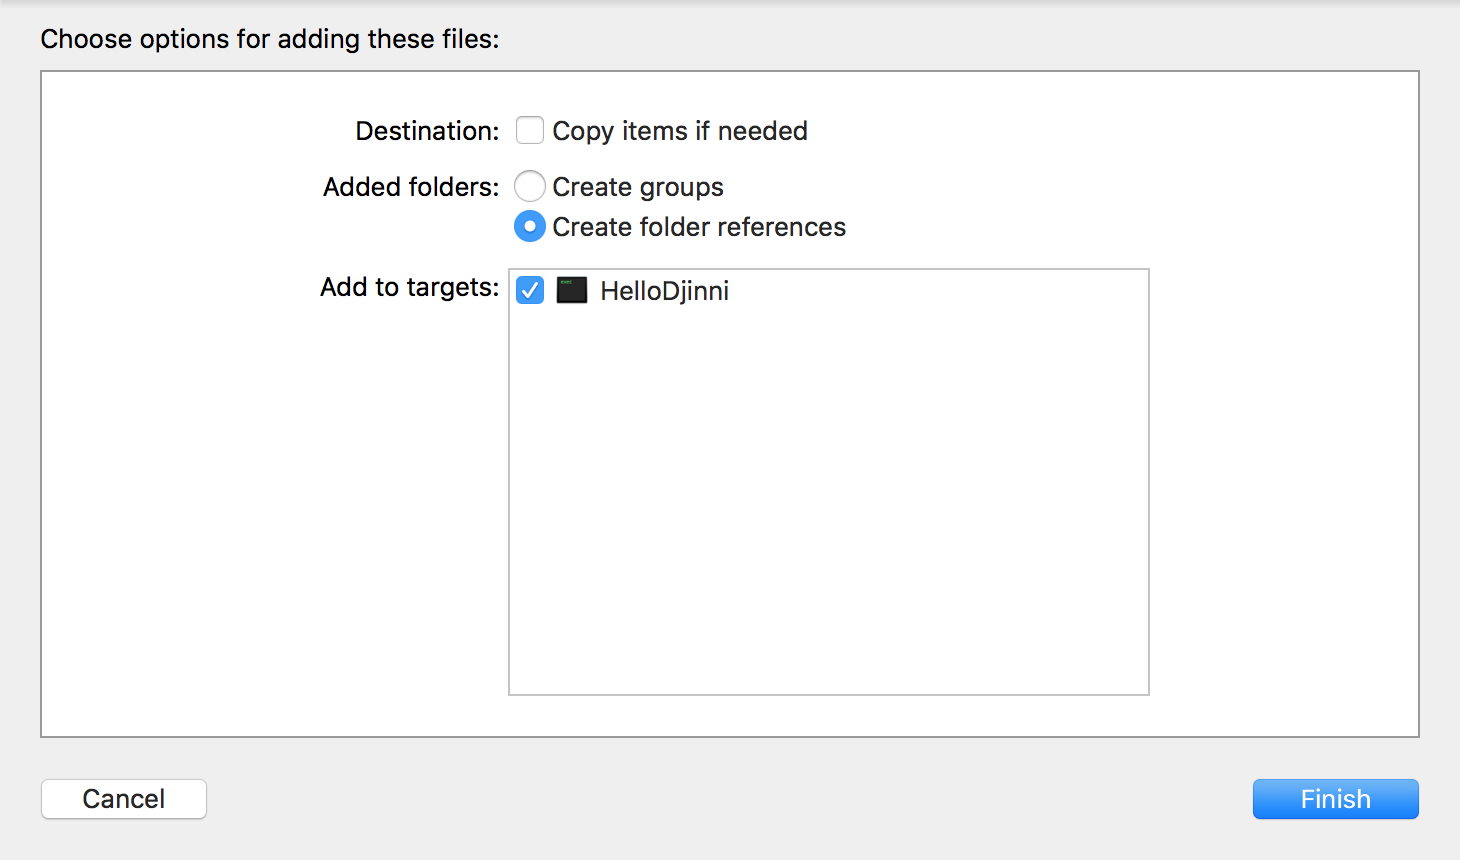 Choose options for adding these files:
Destination: Copy items if needed
Added folders: Create groups
Create folder references
Add to targets: HelloDjinni
Cancel Finish